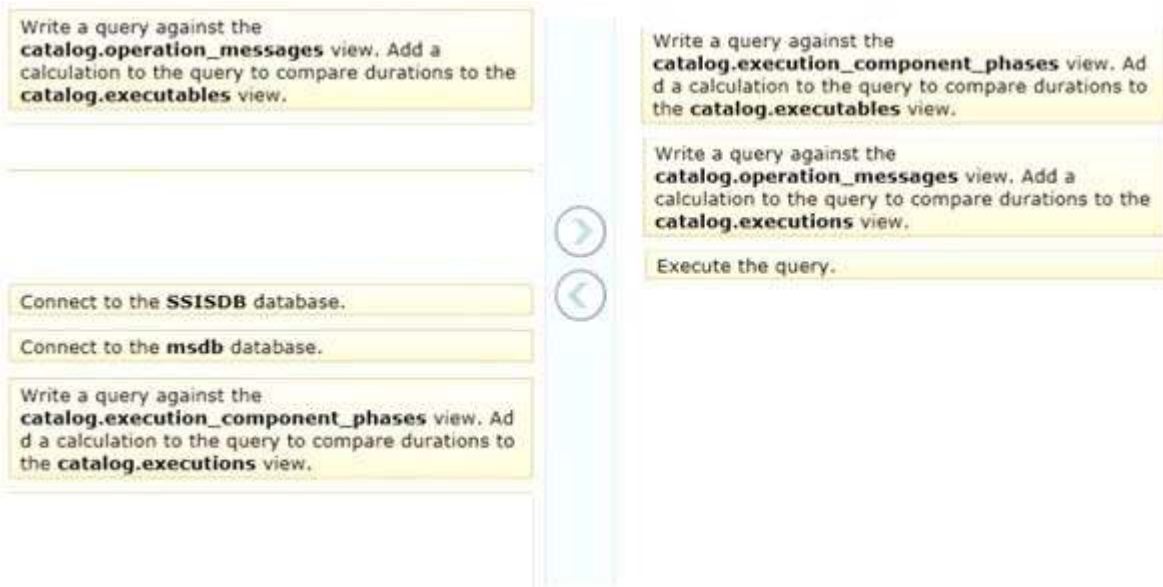 Write a query against the
catalog.operation_messages view. Add a
calculation to the query to compare durations to the
catalog.executables view.
Connect to the SSISDB database.
Connect to the msdb database.
Write a query against the
catalog.execution_component_phases view. Ad
d a calculation to the query to compare durations to
the catalog.executions view.
Write a query against the
catalog.execution_component_phases view. Ad
d a calculation to the query to compare durations to
the catalog.executables view.
Write a query against the
catalog.operation_messages view. Add a
calculation to the query to compare durations to the
catalog.executions view.
Execute the query.